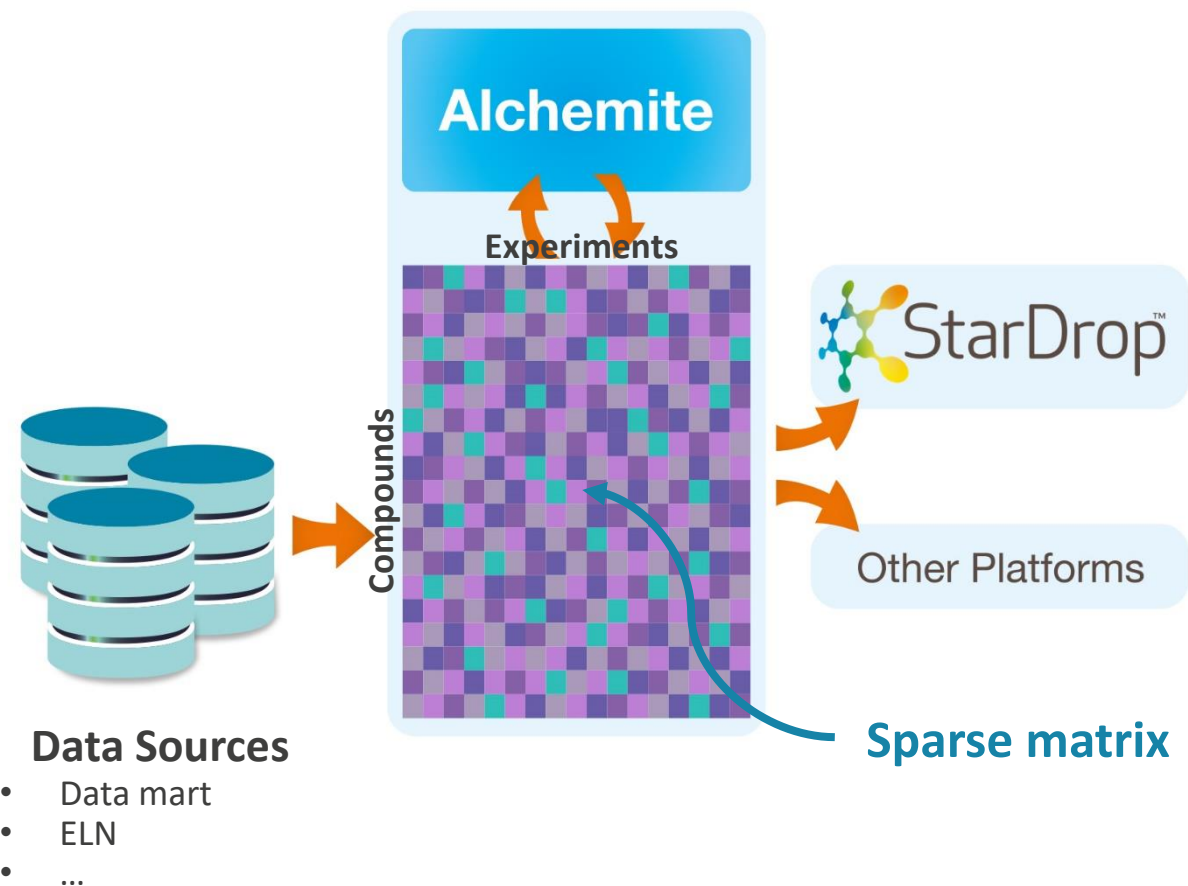 Alchemite
Experiments
Compounds
StarDrop™
Other Platforms
Sparse matrix
Data Sources
• Data mart
• ELN
• ...